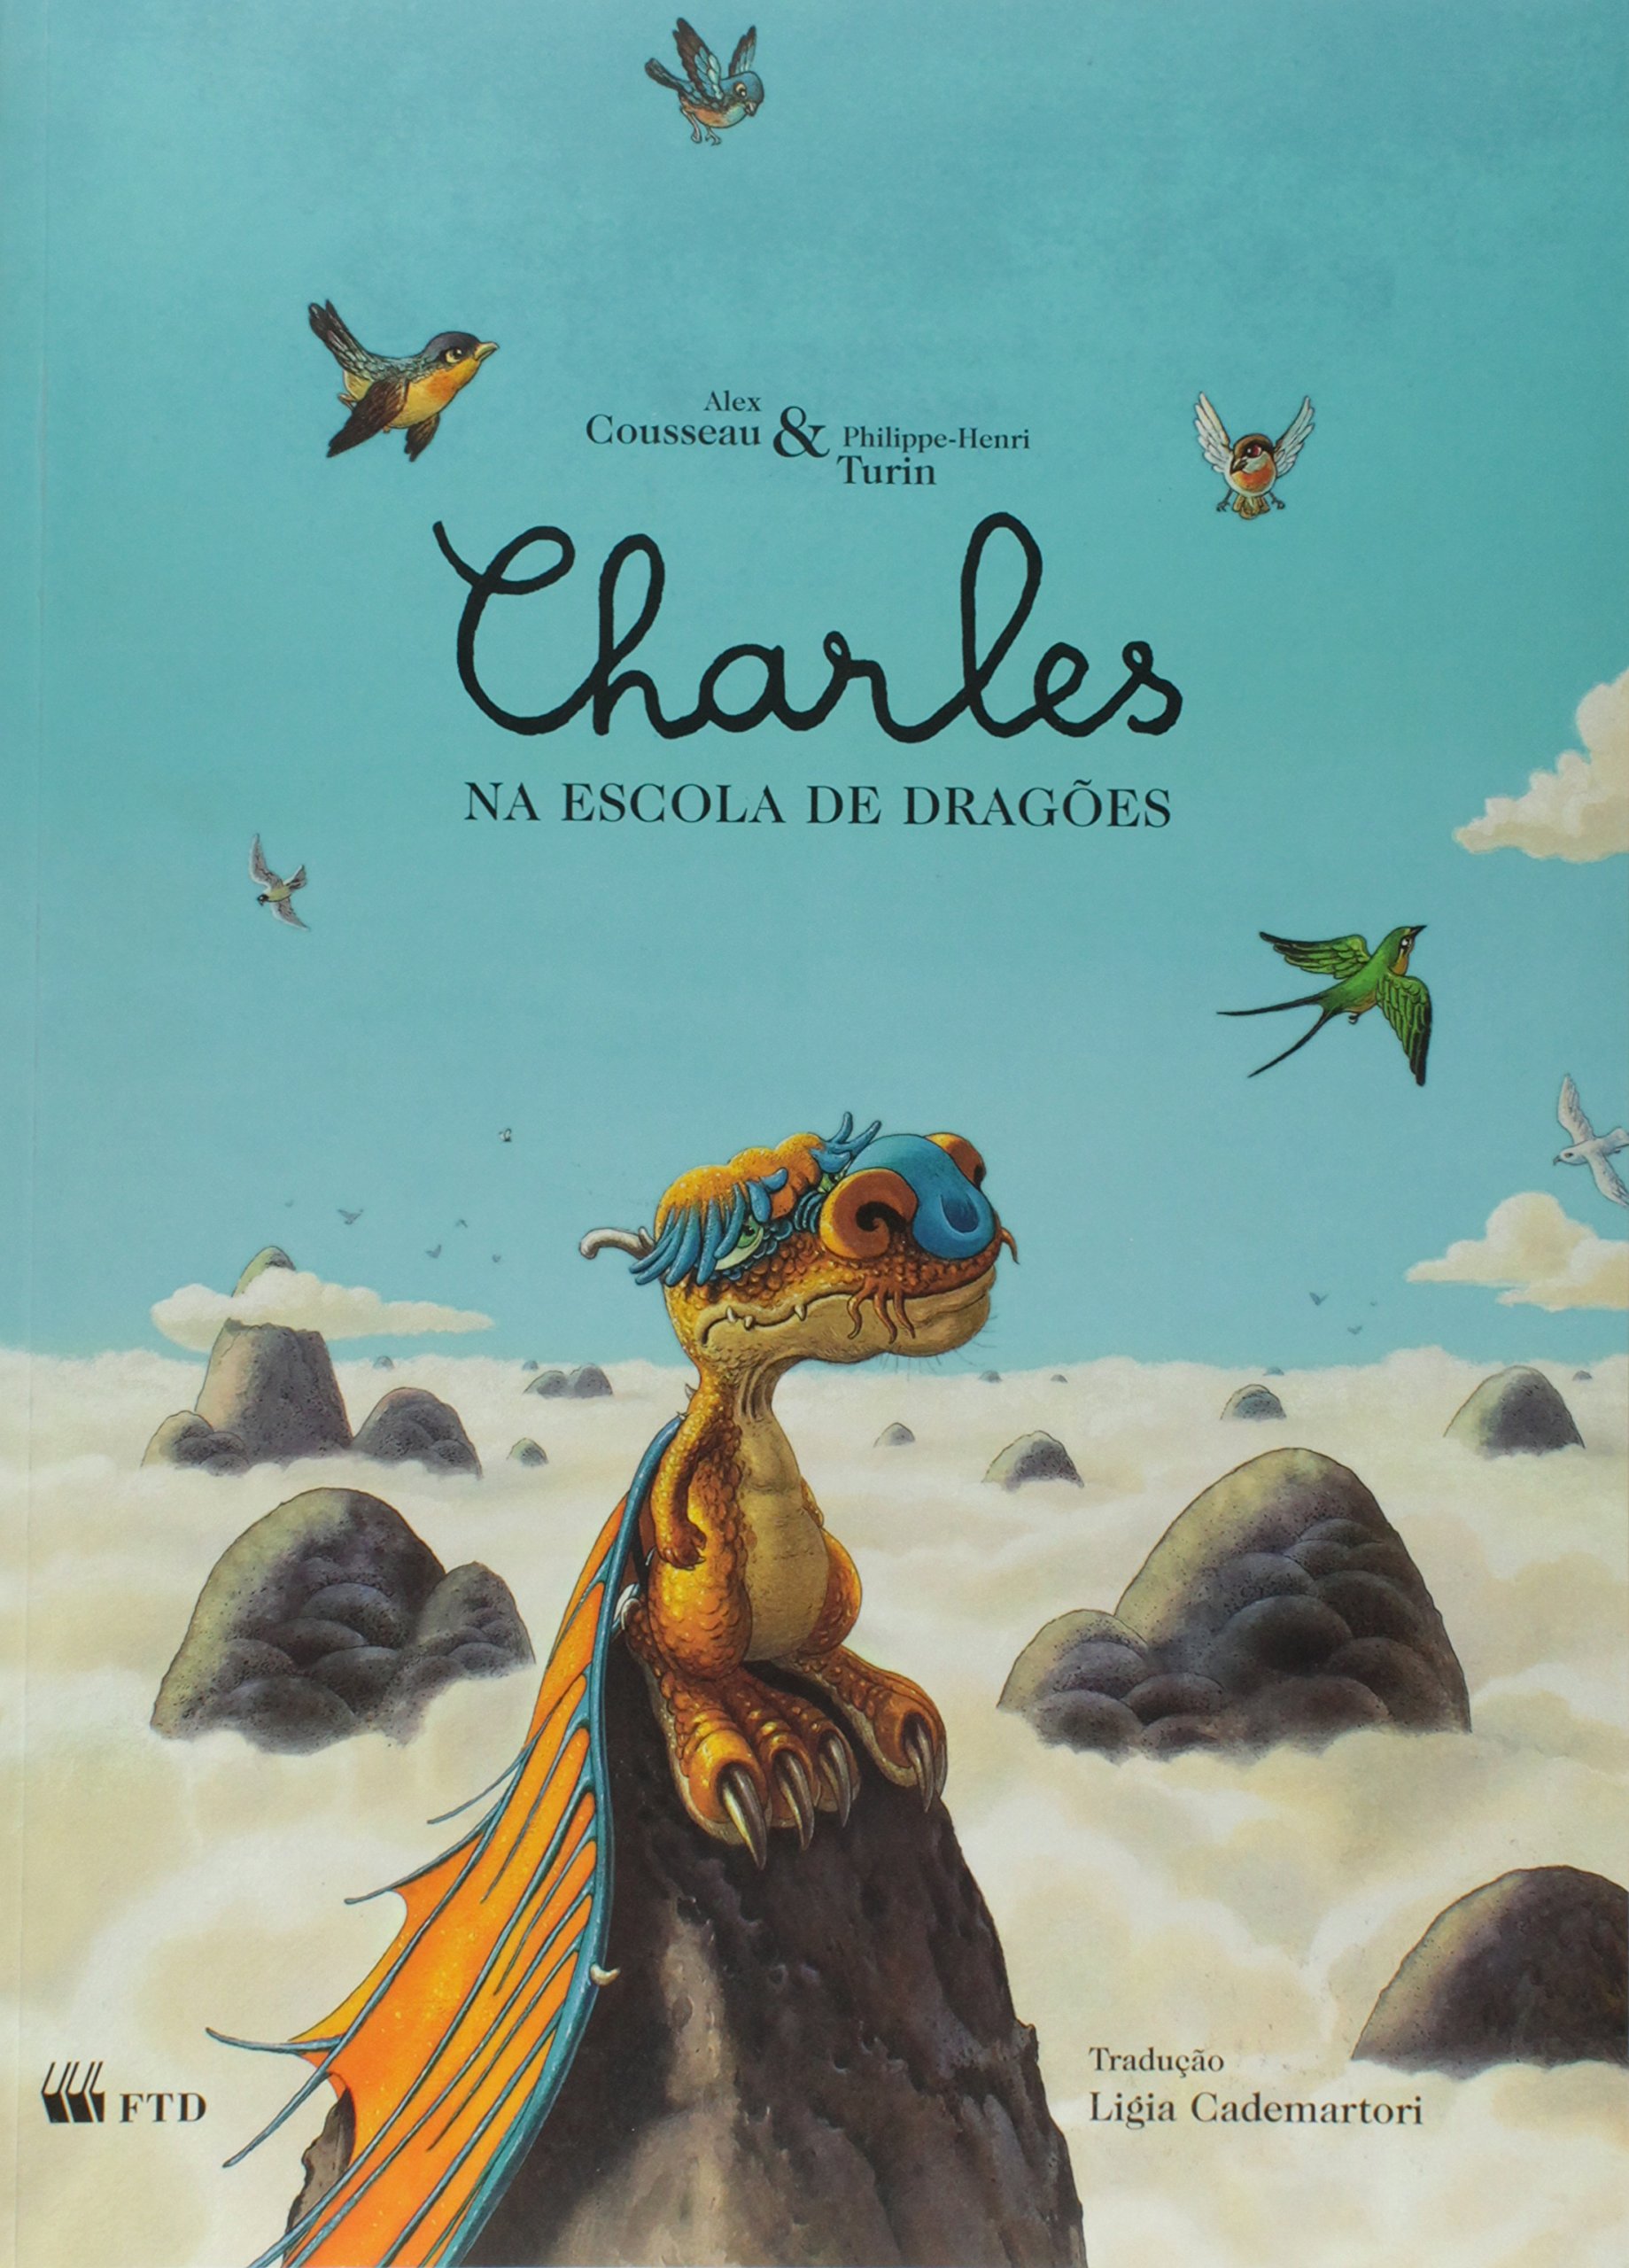 Alex
Cousseau & Philippe-Henri
Turin
Charles
NA ESCOLA DE DRAGÕES
FTD
Tradução
Ligia Cademartori